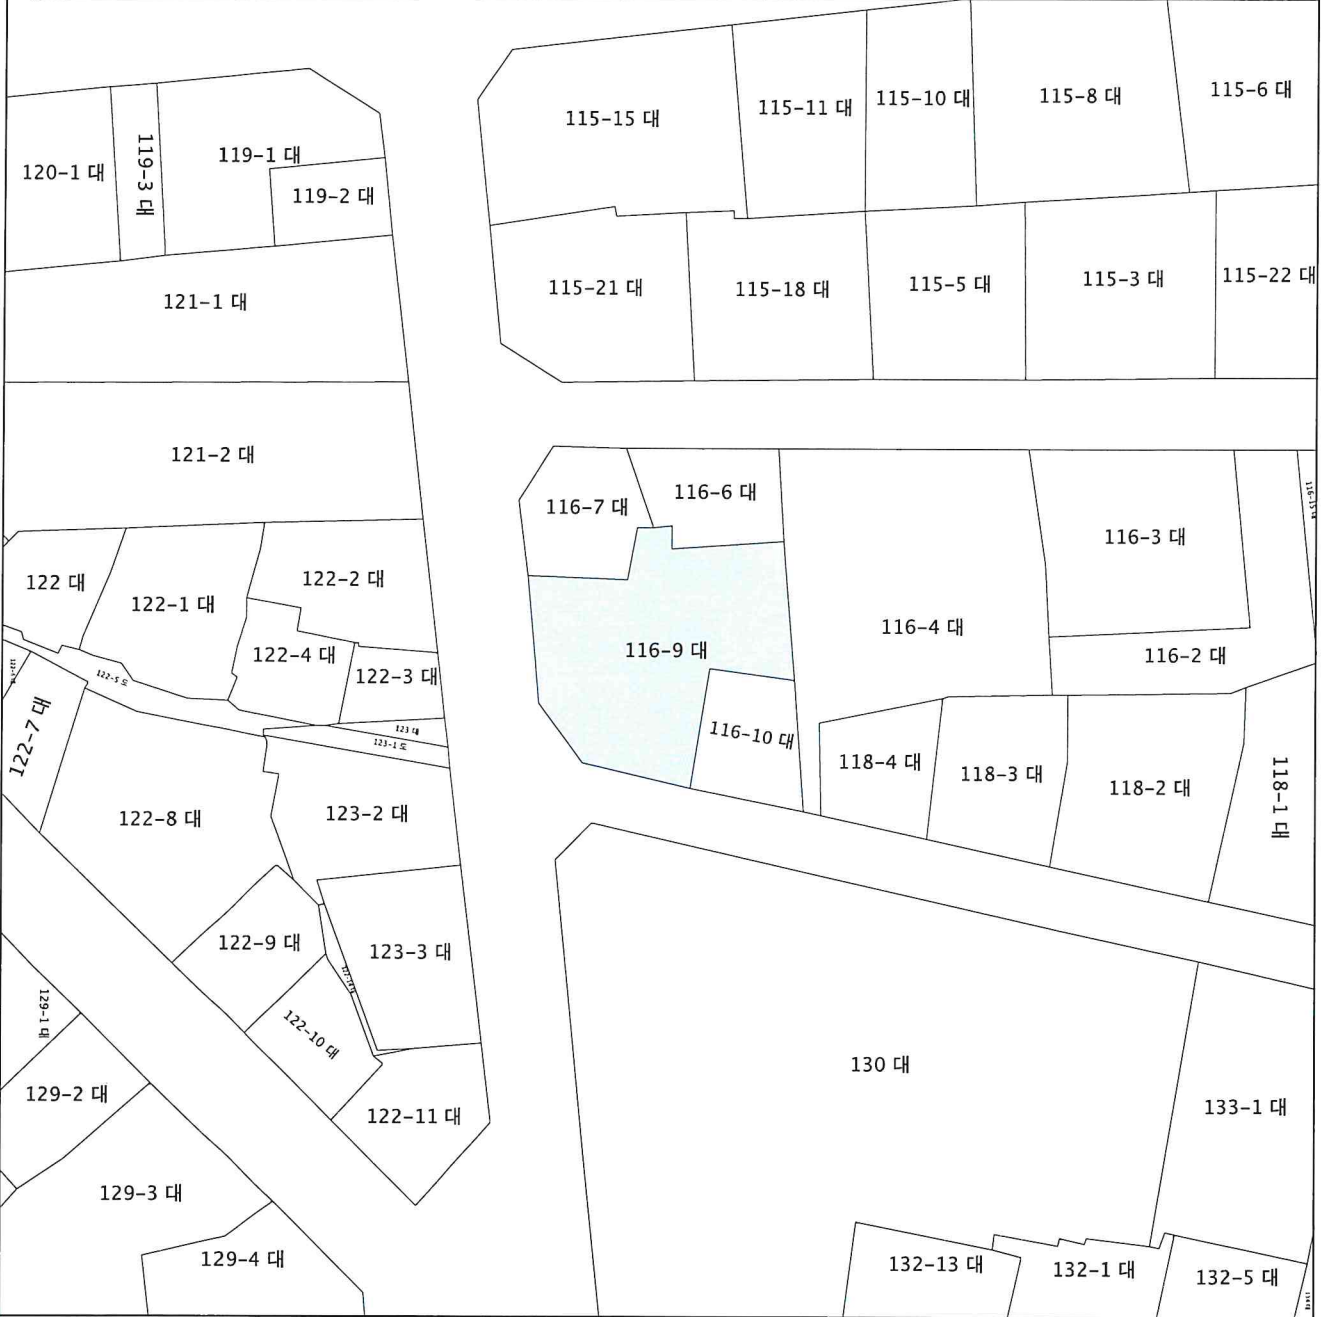 115-6 대
115-8 대
115-10 대
115-11 대
115-15 대
119-3 대
119-1 대
120-1 대
119-2 대
115-22 대
115-3 대
115-5 대
115-21 대
115-18 대
121-1 대
121-2 대
116-6 대
116-7 대
116-3 대
122-2 대
122 대
122-1 대
116-4 대
116-9 대
122-4 대
116-2 대
122-3 대
122-5 도
122-7 대
123 대
123-1 도
116-10 대
118-4 대
118-3 대
118-2 대
118-1 대
122-8 대
123-2 대
122-9 대
123-3 대
129-1 대
122-10 대
130 대
129-2 대
133-1 대
122-11 대
129-3 대
129-4 대
132-13 대
132-1 대
132-5 대